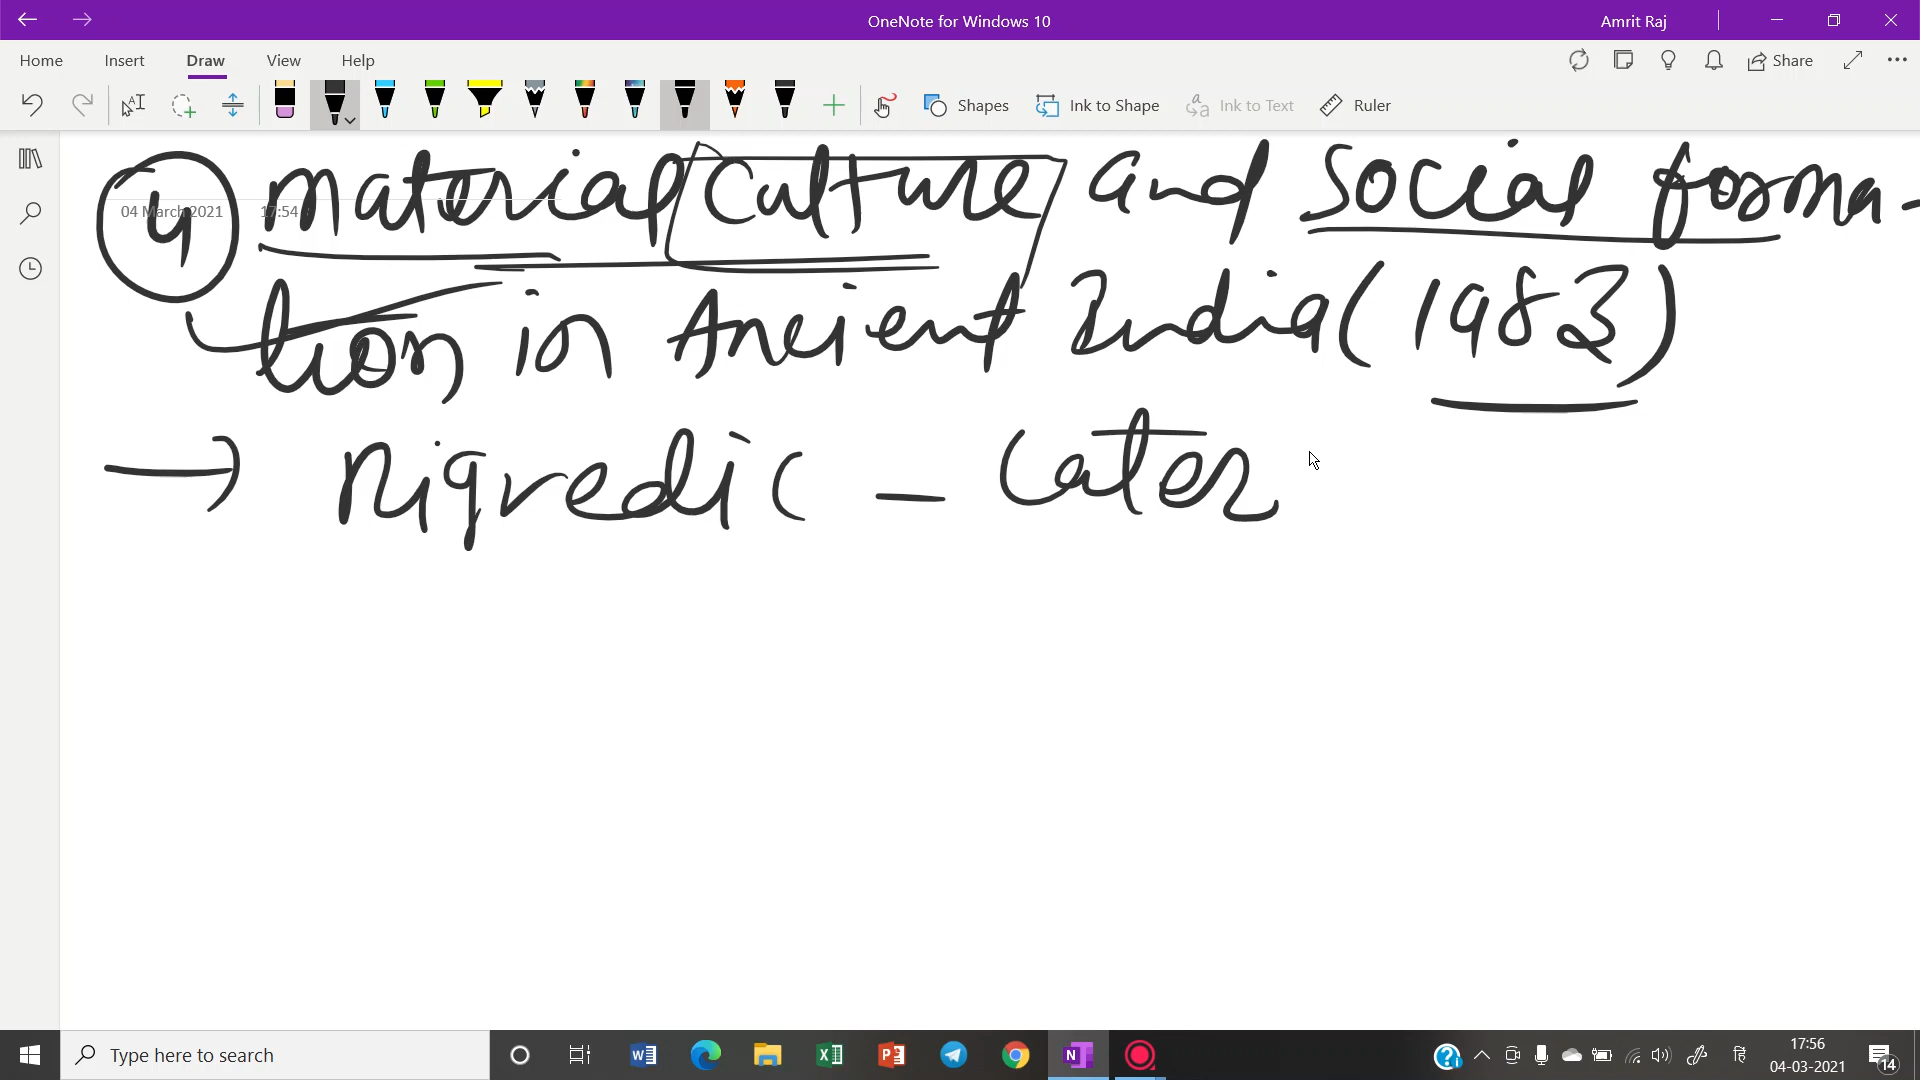 OneNote for Windows 10
Amrit Raj
Home Insert Draw View Help
Share
Shapes Ink to Shape Ink to Text Ruler
④ Material Culture and Social forma-
04 March 2021 17:54
tion in Ancient India (1983)
→ Rigvedic – Later
Type here to search
हि
17:56
04-03-2021
14